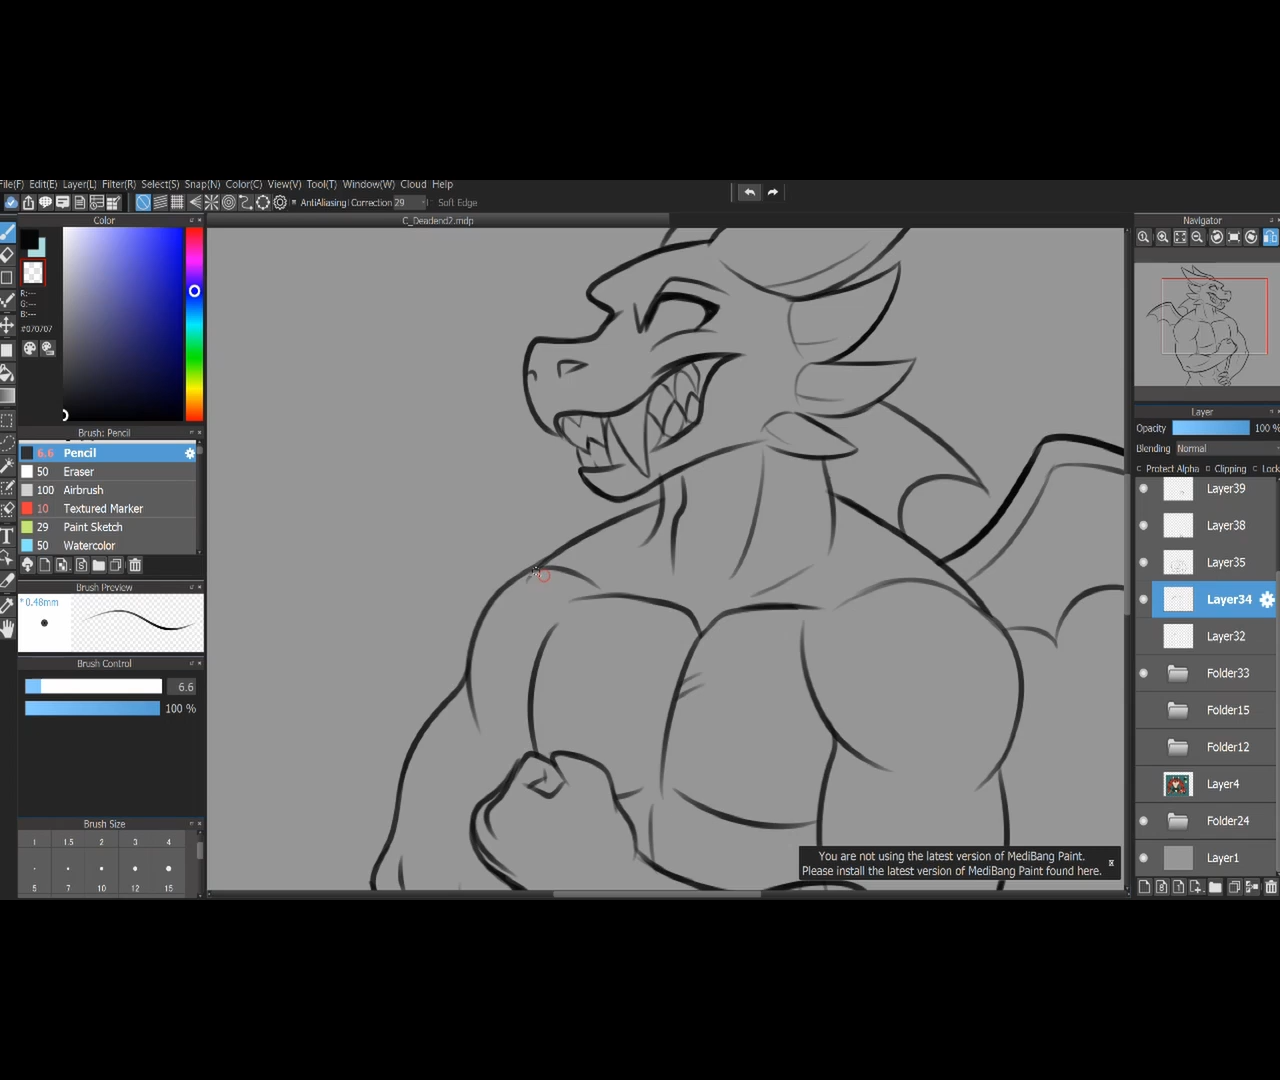 File(F) Edit(E) Layer(L) Filter(R) Select(S) Snap(N) Color(C) View(V) Tool(T) Window(W) Cloud Help
AntiAliasing Correction 29 Soft Edge
Color
C_Deadend2.mdp
Navigator
R:---
G:---
B:---
#070707
Brush: Pencil
6.6 Pencil
50 Eraser
100 Airbrush
10 Textured Marker
29 Paint Sketch
50 Watercolor
Brush Preview
* 0.48mm
Brush Control
6.6
100 %
Brush Size
1 1.5 2 3 4
5 7 10 12 15
Layer
Opacity 100 %
Blending Normal
Protect Alpha Clipping Lock
Layer39
Layer38
Layer35
Layer34
Layer32
Folder33
Folder15
Folder12
Layer4
Folder24
Layer1
You are not using the latest version of MediBang Paint.
Please install the latest version of MediBang Paint found here.